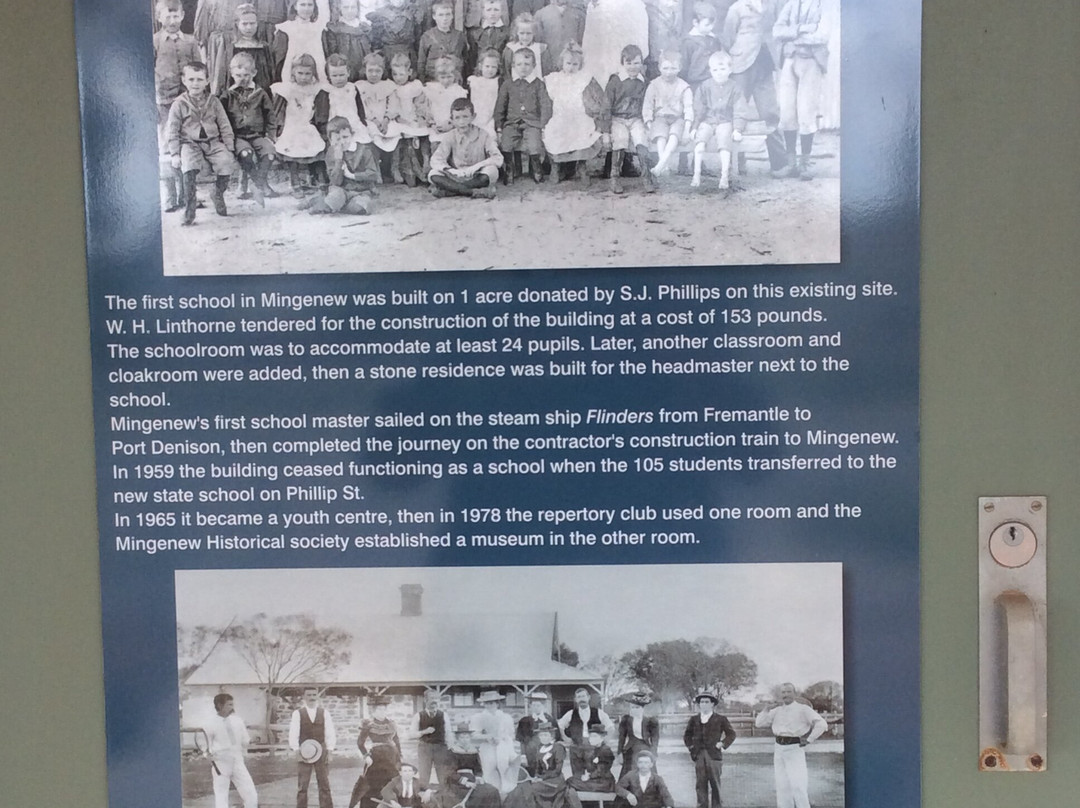 The first school in Mingenew was built on 1 acre donated by S.J. Phillips on this existing site.
W. H. Linthorne tendered for the construction of the building at a cost of 153 pounds.
The schoolroom was to accommodate at least 24 pupils. Later, another classroom and
cloakroom were added, then a stone residence was built for the headmaster next to the
school.
Mingenew's first school master sailed on the steam ship Flinders from Fremantle to
Port Denison, then completed the journey on the contractor's construction train to Mingenew.
In 1959 the building ceased functioning as a school when the 105 students transferred to the
new state school on Phillip St.
In 1965 it became a youth centre, then in 1978 the repertory club used one room and the
Mingenew Historical society established a museum in the other room.